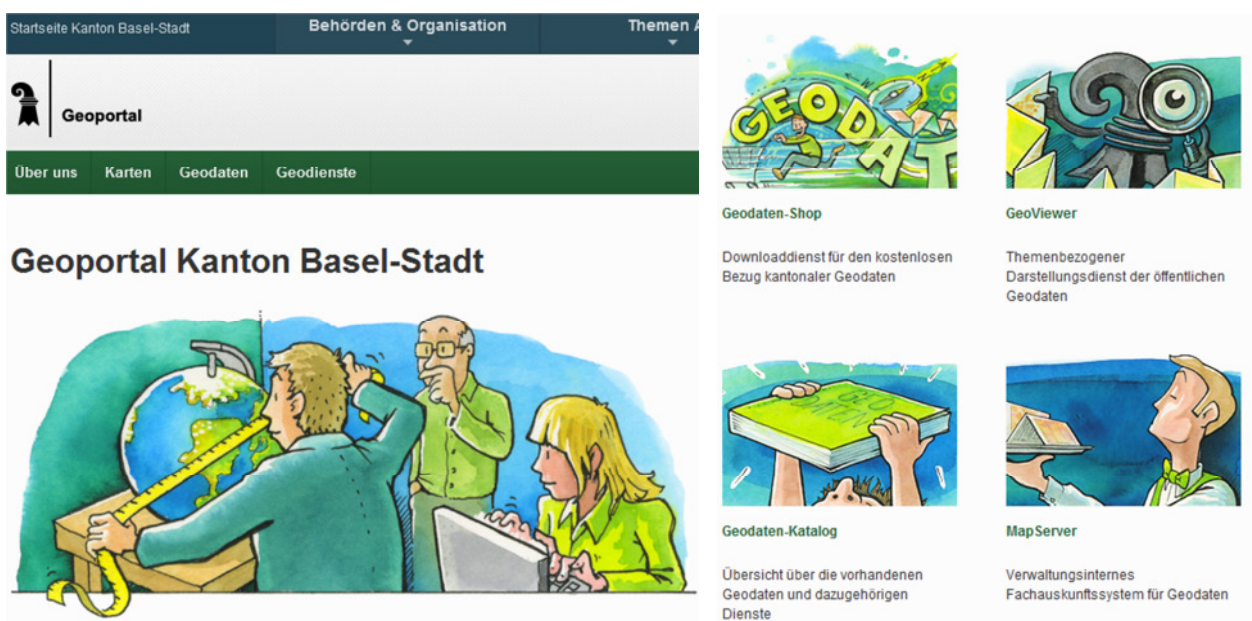 Startseite Kanton Basel-Stadt
Behörden & Organisation
Themen A
Geoportal
Über uns Karten Geodaten Geodienste
Geoportal Kanton Basel-Stadt
GEODAT
Geodaten-Shop
Downloaddienst für den kostenlosen
Bezug kantonaler Geodaten
GeoViewer
Themenbezogener
Darstellungsdienst der öffentlichen
Geodaten
GEO
DATEN
Geodaten-Katalog
Übersicht über die vorhandenen
Geodaten und dazugehörigen
Dienste
MapServer
Verwaltungsinternes
Fachauskunftssystem für Geodaten